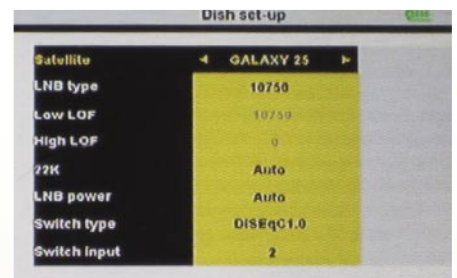 Dish set-up
Satellite GALAXY 25
LNB type 10750
Low LOF 10750
High LOF 0
22K Auto
LNB power Auto
Switch type DISEqC1.0
Switch input 2